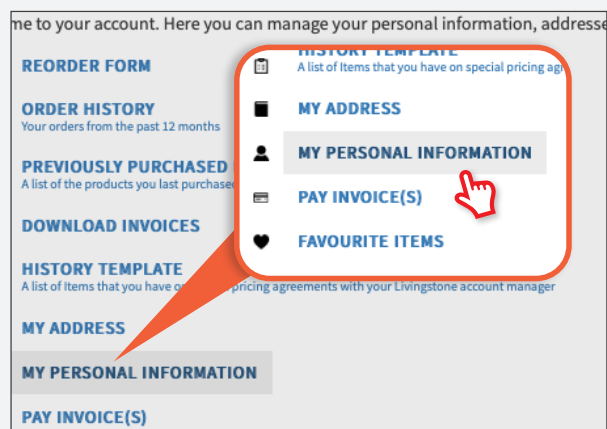 me to your account. Here you can manage your personal information, addresse
REORDER FORM
ORDER HISTORY
Your orders from the past 12 months
PREVIOUSLY PURCHASED
A list of the products you last purchase
DOWNLOAD INVOICES
HISTORY TEMPLATE
A list of Items that you have o pricing agreements with your Livingstone account manager
MY ADDRESS
MY PERSONAL INFORMATION
PAY INVOICE(S)
HISTORY TEMPLATE
A list of Items that you have on special pricing agr
MY ADDRESS
MY PERSONAL INFORMATION
PAY INVOICE(S)
FAVOURITE ITEMS